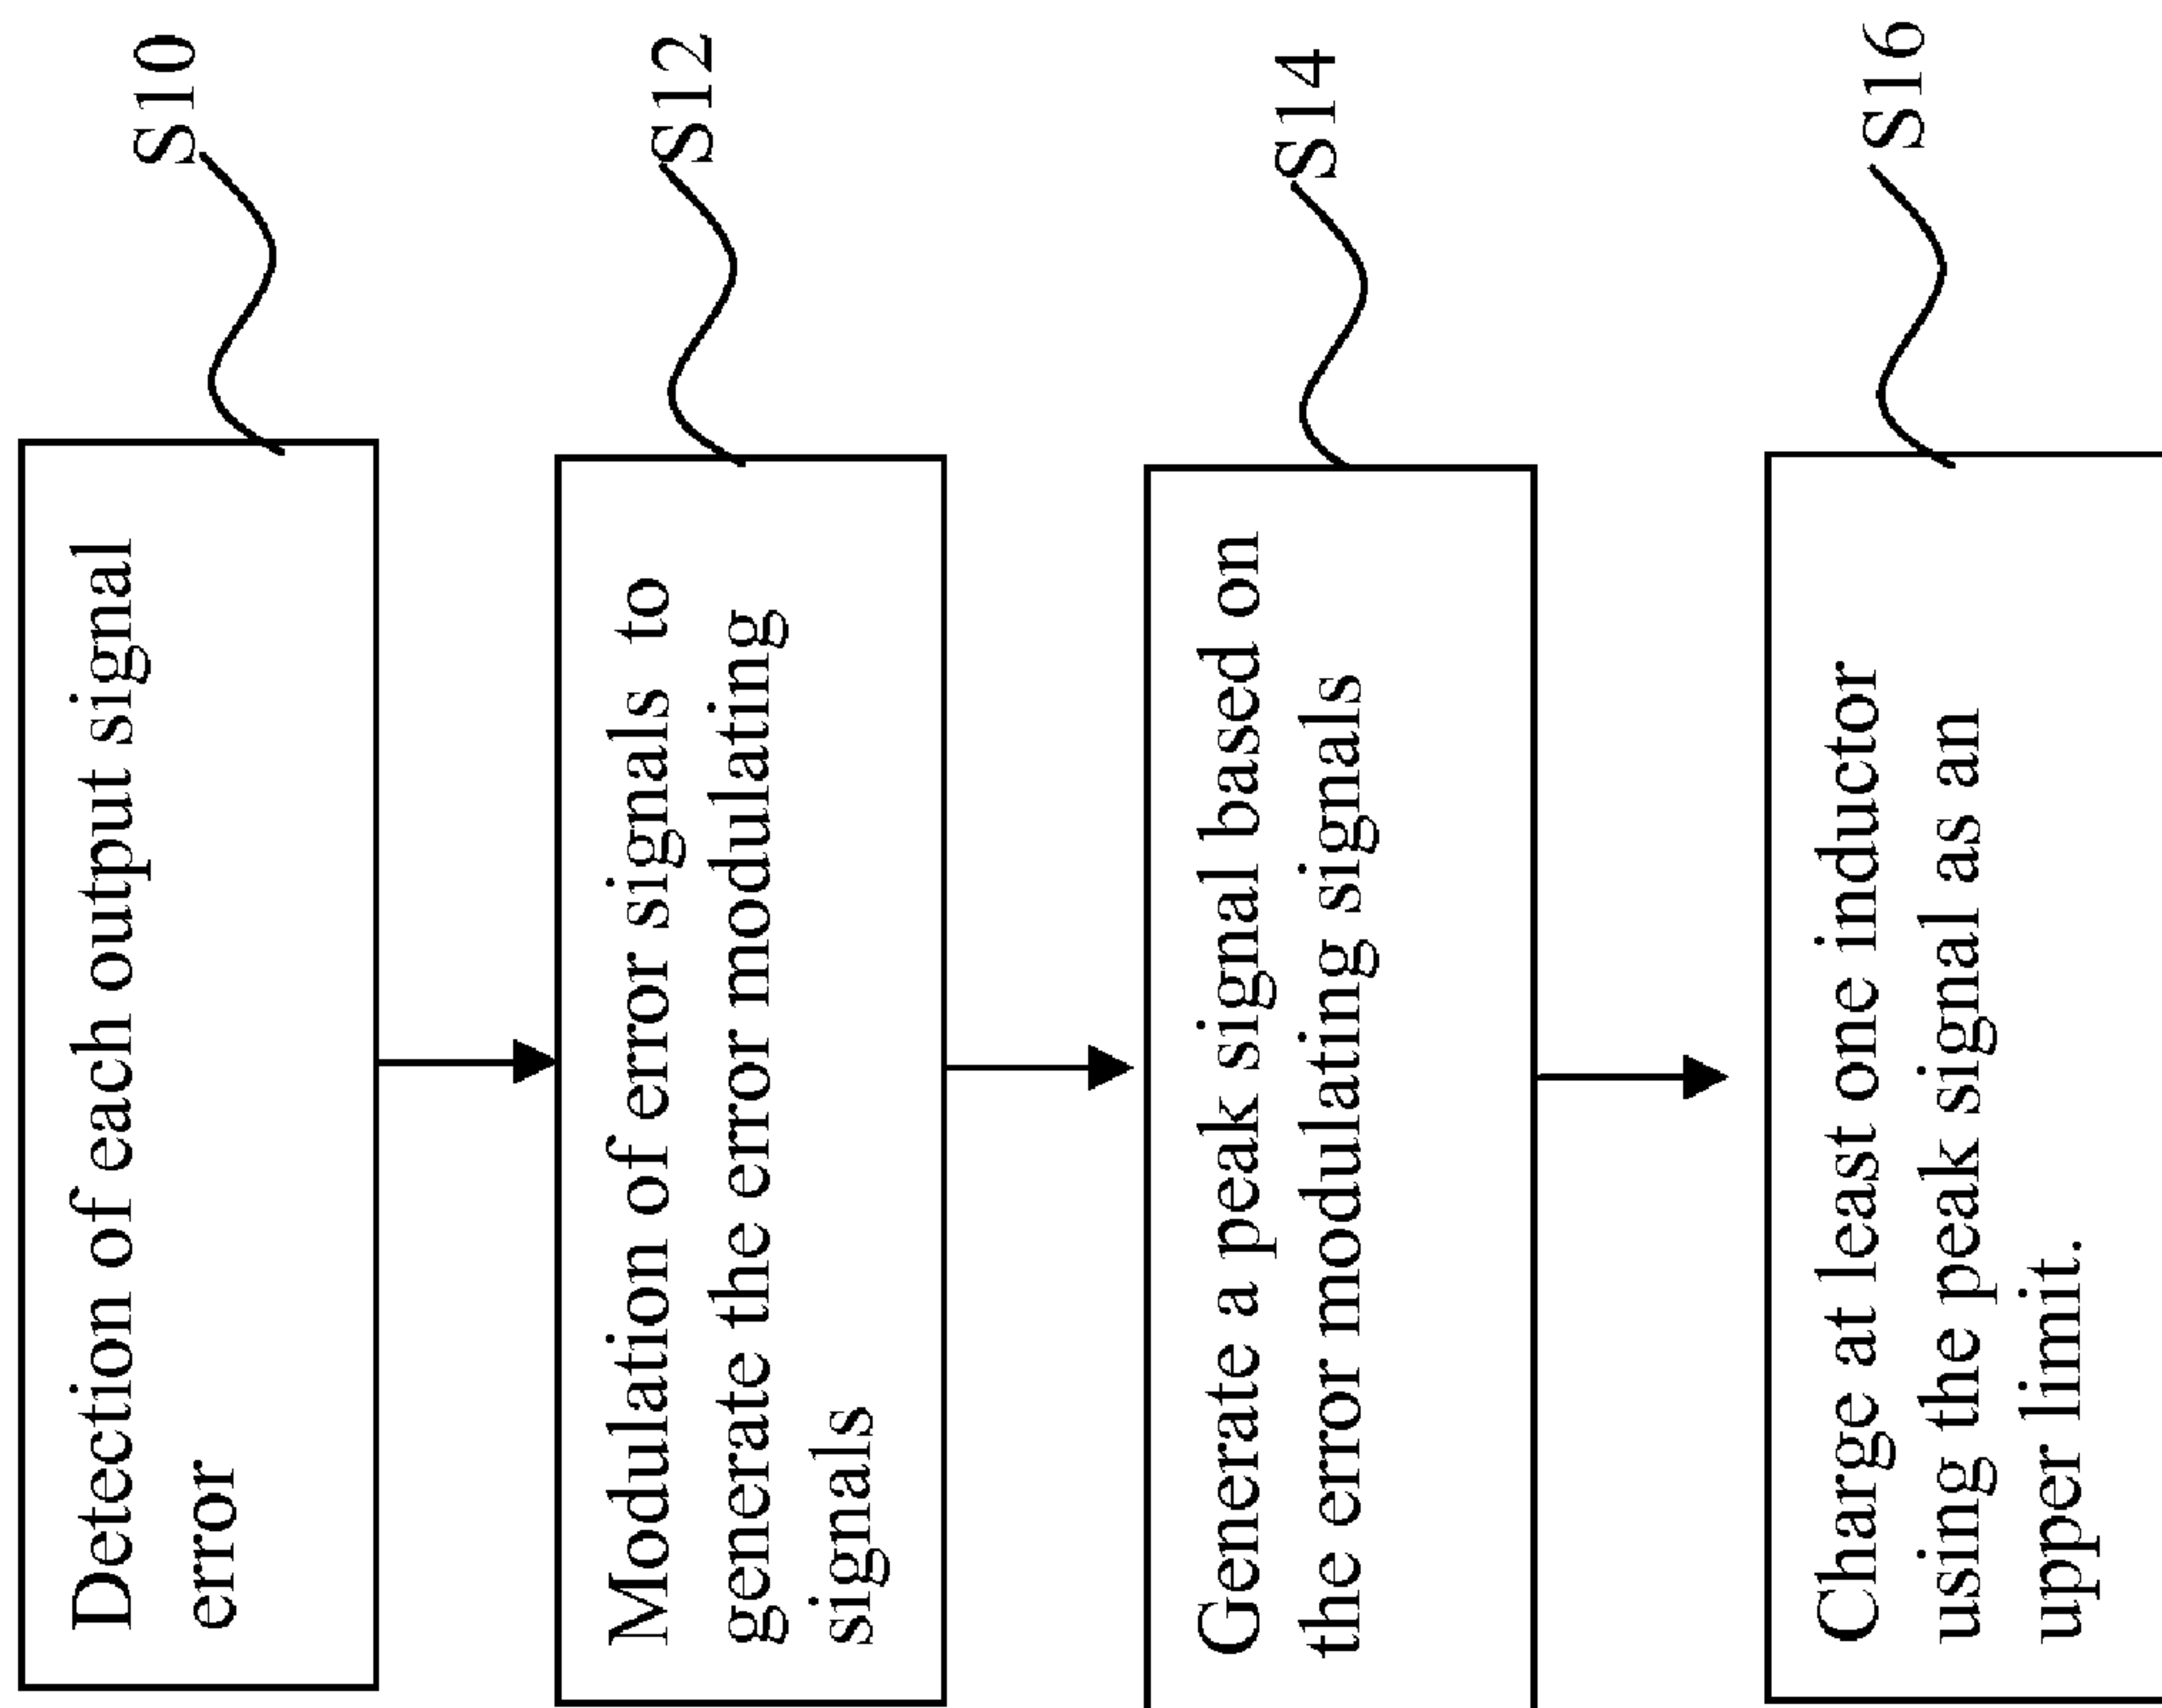 Detection of each output signal
error
S10
Modulation of error signals to
generate the error modulating
signals
S12
Generate a peak signal based on
the error modulating signals
S14
Charge at least one inductor
using the peak signal as an
upper limit.
S16